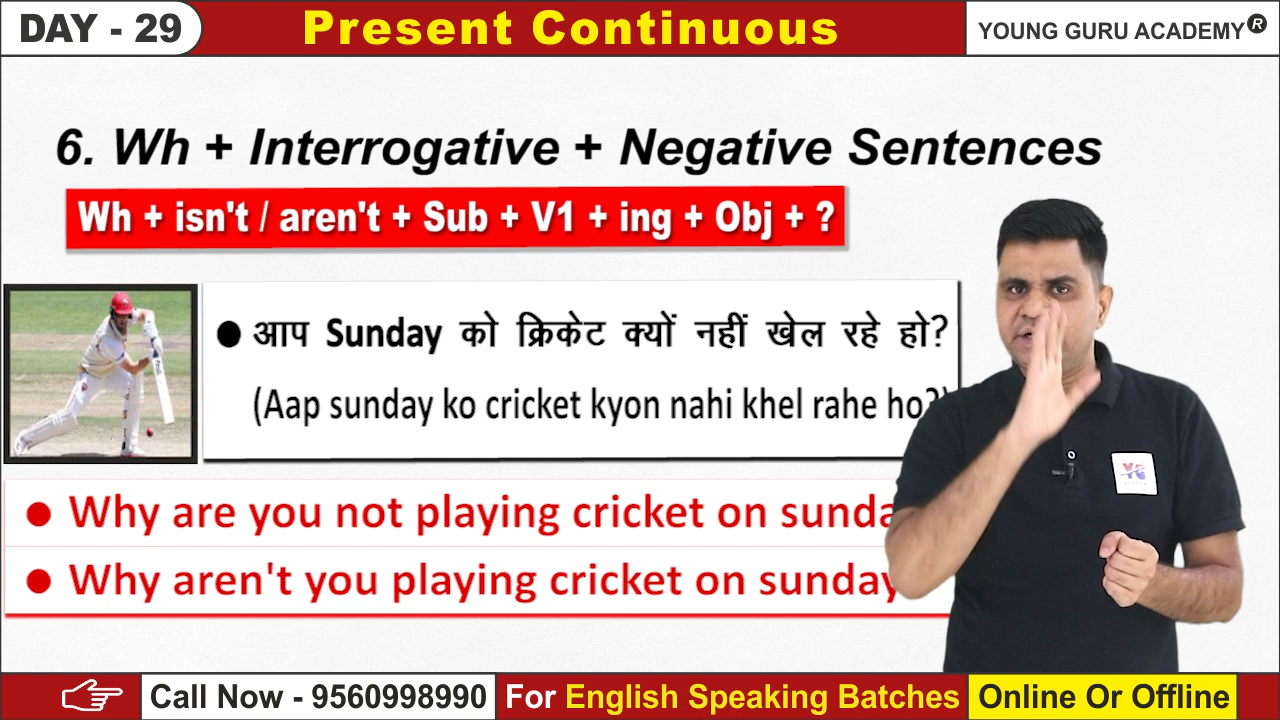 DAY - 29
Present Continuous
YOUNG GURU ACADEMY®
6. Wh + Interrogative + Negative Sentences
Wh + isn't / aren't + Sub + V1 + ing + Obj + ?
● आप Sunday को क्रिकेट क्यों नहीं खेल रहे हो?
(Aap sunday ko cricket kyon nahi khel rahe ho?)
● Why are you not playing cricket on
● Why aren't you playing cricket on sunday
YG
Call Now - 9560998990
For English Speaking Batches
Online Or Offline